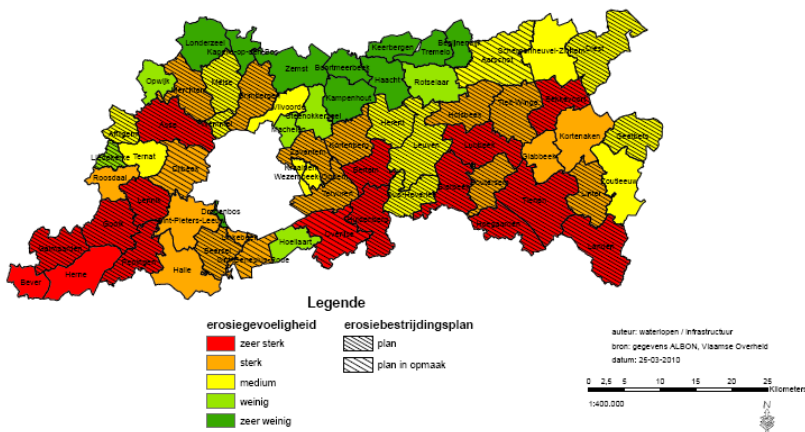 Londerzeel
Kapelle-op-den-Bos
Zemst
Boortmeerbeek
Keerbergen
Tremelo
Begijnendijk
Haacht
Aarschot
Scherpenheuvel-Zichem
Diest
Opwijk
Merchtem
Meise
Grimbergen
Vilvoorde
Steenokkerzeel
Kampenhout
Rotselaar
Machelen
Asse
Affligem
Liedekerke
Ternat
Dilbeek
Roosdaal
Lennik
Zaventem
Kortenberg
Herent
Leuven
Holsbeek
Tielt-Winge
Bekkevoort
Kortenaken
Geetbets
Glabbeek
Lubbeek
Zoutleeuw
Linter
Tienen
Landen
Hoegaarden
Overijse
Hoeilaart
Drogenbos
Sint-Pieters-Leeuw
Beersel
Halle
Pepingen
Gooik
Galmaarden
Herne
Bever
Legende
erosiegevoeligheid erosiebestrijdingsplan
zeer sterk plan
sterk plan in opmaak
medium
weinig
zeer weinig
auteur: waterlopen / infrastructuur
bron: gegevens ALBON, Vlaamse Overheid
datum: 25-03-2010
0 2,5 5 10 15 20 25
Kilometers
1:400.000
N